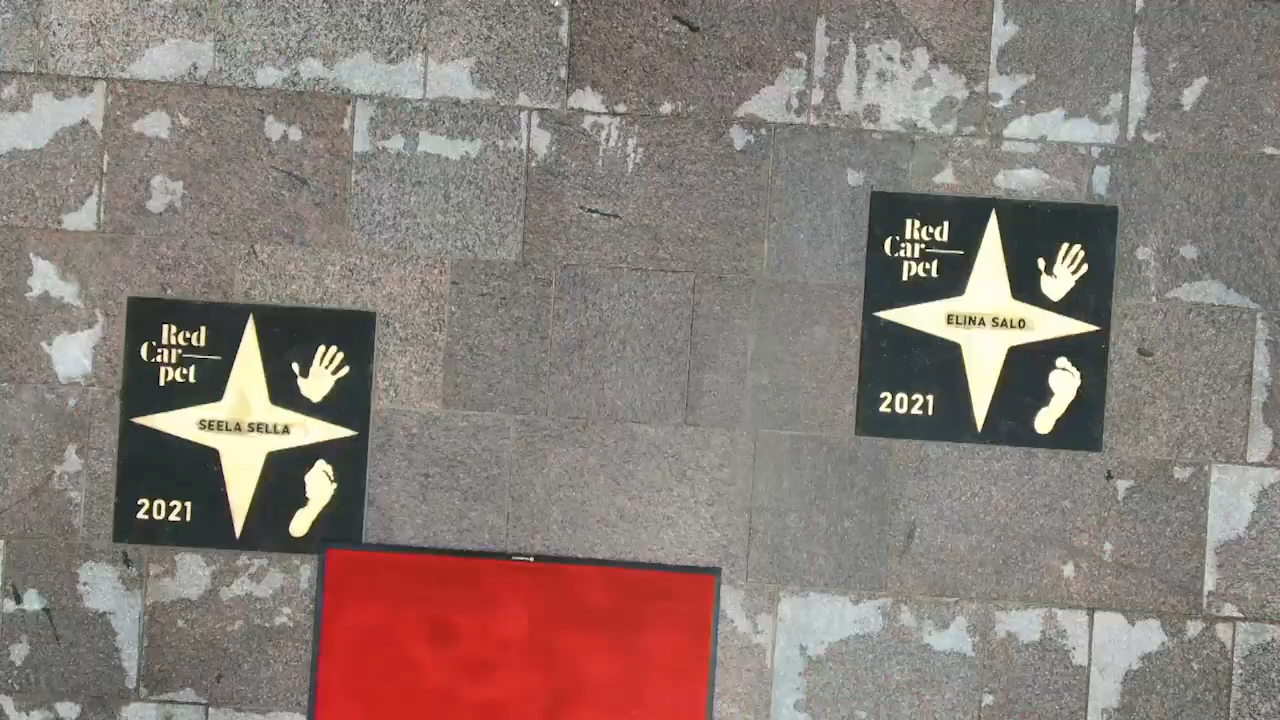 Red
Car—
pet
SEELA SELLA
2021
Red
Car—
pet
ELINA SALO
2021